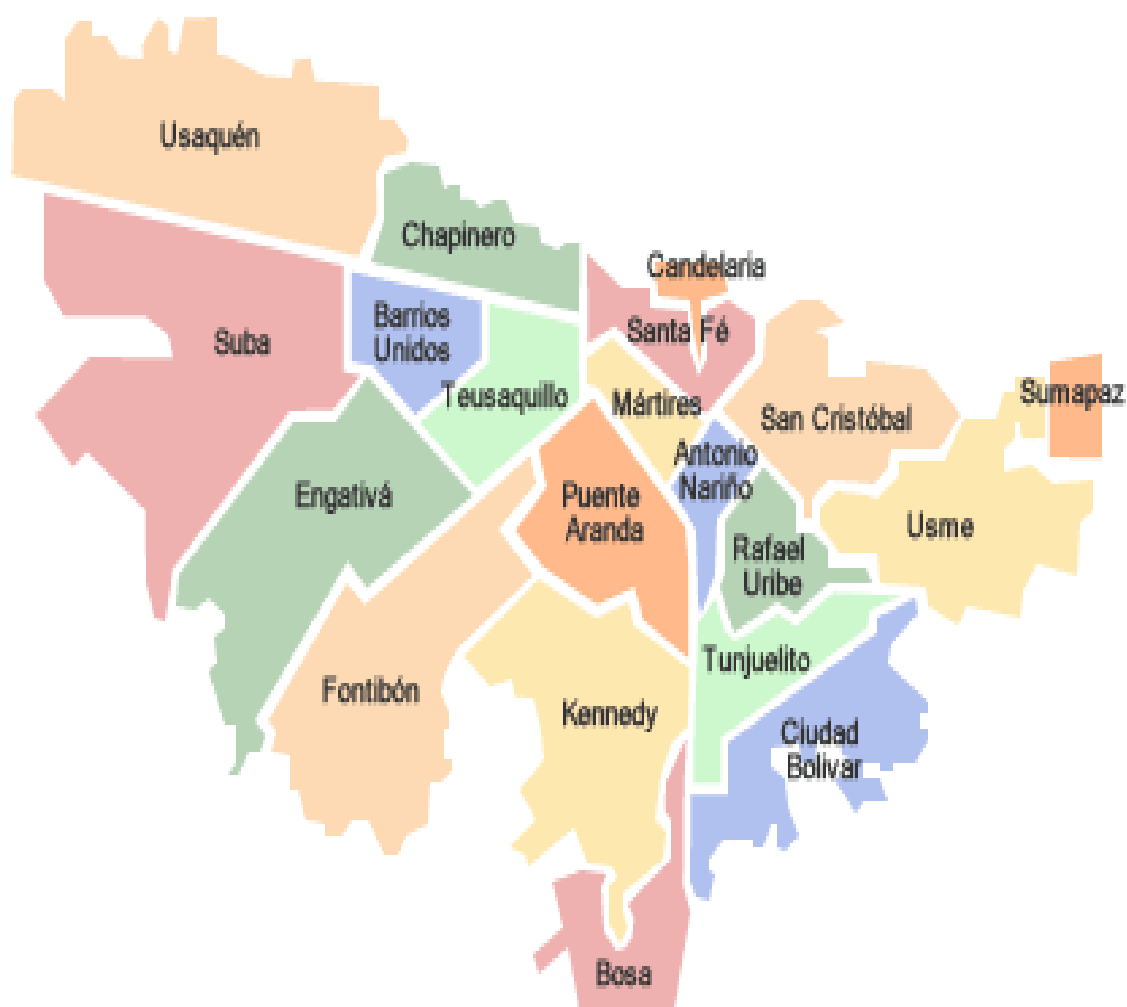 Usaquén
Chapinero
Candelaria
Barrios
Unidos
Santa Fé
Suba
Teusaquillo
Mártires
Sumapaz
San Cristóbal
Antonio
Nariño
Engativá
Puente
Aranda
Usme
Rafael
Uribe
Tunjuelito
Fontibón
Kennedy
Ciudad
Bolivar
Bosa